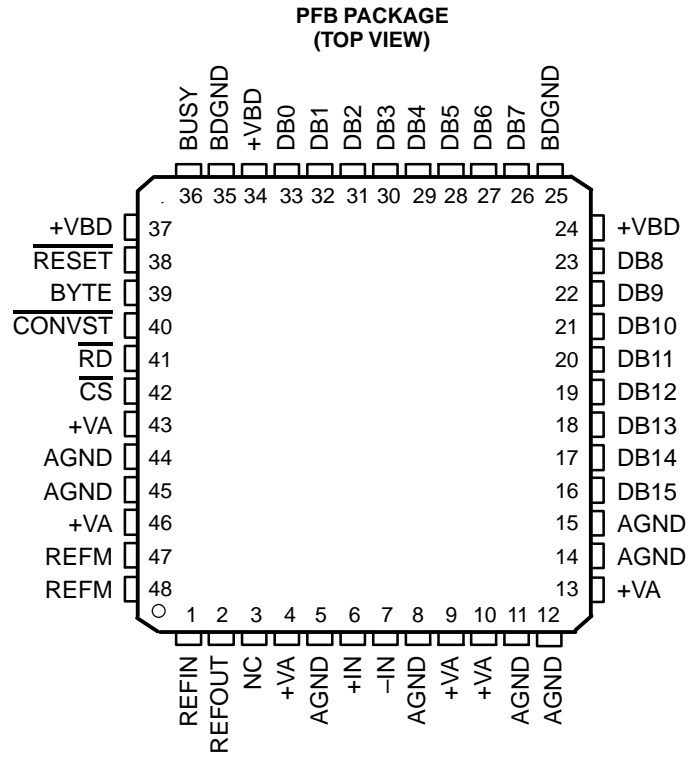 PFB PACKAGE
(TOP VIEW)
BUSY
BDGND
+VBD
DB0
DB1
DB2
DB3
DB4
DB5
DB6
DB7
BDGND
36 35 34 33 32 31 30 29 28 27 26 25
+VBD 37 24 +VBD
RESET 38 23 DB8
BYTE 39 22 DB9
CONVST 40 21 DB10
RD 41 20 DB11
CS 42 19 DB12
+VA 43 18 DB13
AGND 44 17 DB14
AGND 45 16 DB15
+VA 46 15 AGND
REFM 47 14 AGND
REFM 48 13 +VA
1 2 3 4 5 6 7 8 9 10 11 12
REFIN
REFOUT
NC
+VA
AGND
+IN
–IN
AGND
+VA
+VA
AGND
AGND